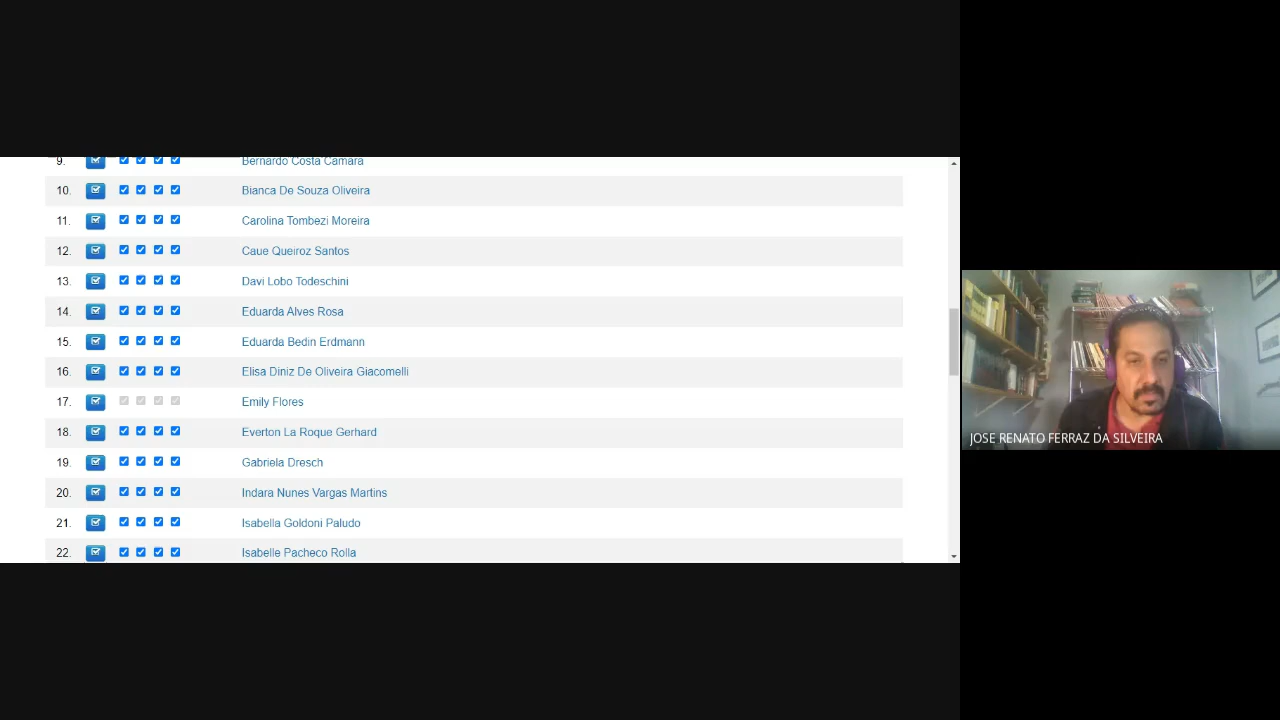 9. Bernardo Costa Camara
10. Bianca De Souza Oliveira
11. Carolina Tombezi Moreira
12. Caue Queiroz Santos
13. Davi Lobo Todeschini
14. Eduarda Alves Rosa
15. Eduarda Bedin Erdmann
16. Elisa Diniz De Oliveira Giacomelli
17. Emily Flores
18. Everton La Roque Gerhard
19. Gabriela Dresch
20. Indara Nunes Vargas Martins
21. Isabella Goldoni Paludo
22. Isabelle Pacheco Rolla
JOSE RENATO FERRAZ DA SILVEIRA